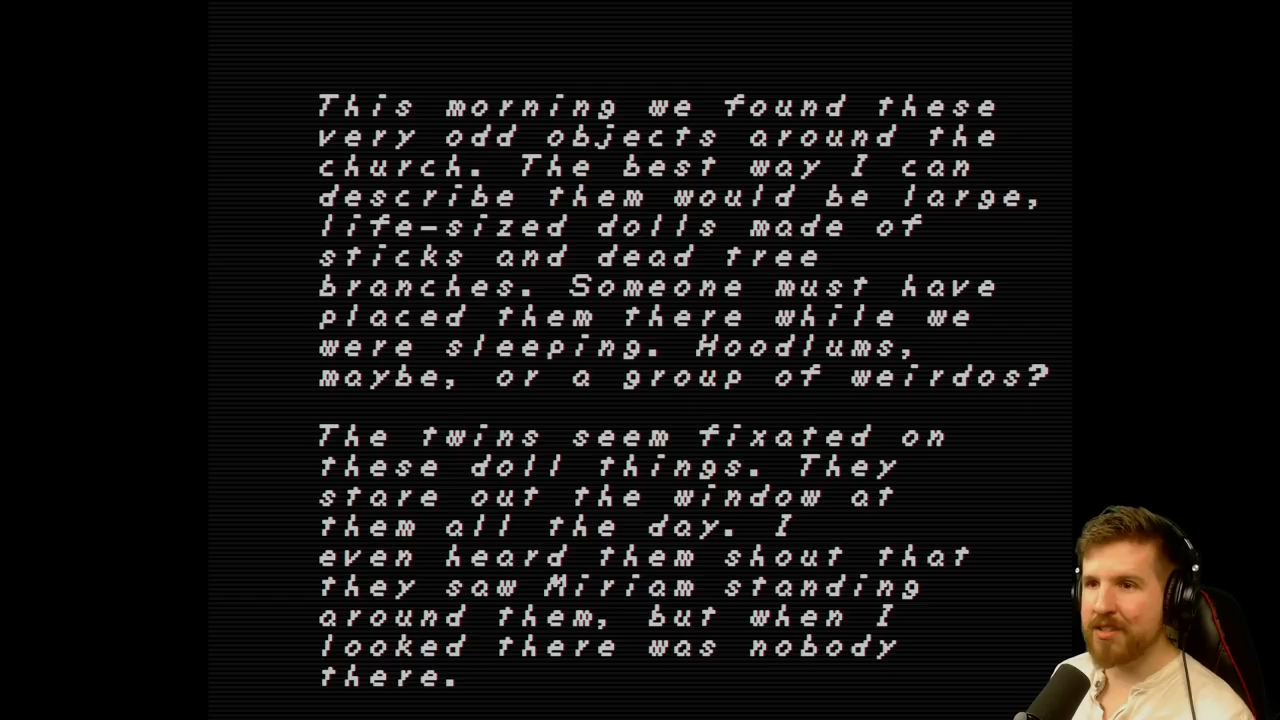 This morning we found these
very odd objects around the
church. The best way I can
describe them would be large,
life-sized dolls made of
sticks and dead tree
branches. Someone must have
placed them there while we
were sleeping. Hoodlums,
maybe, or a group of weirdos?
The twins seem fixated on
these doll things. They
stare out the window at
them all the day. I
even heard them shout that
they saw Miriam standing
around them, but when I
looked there was nobody
there.